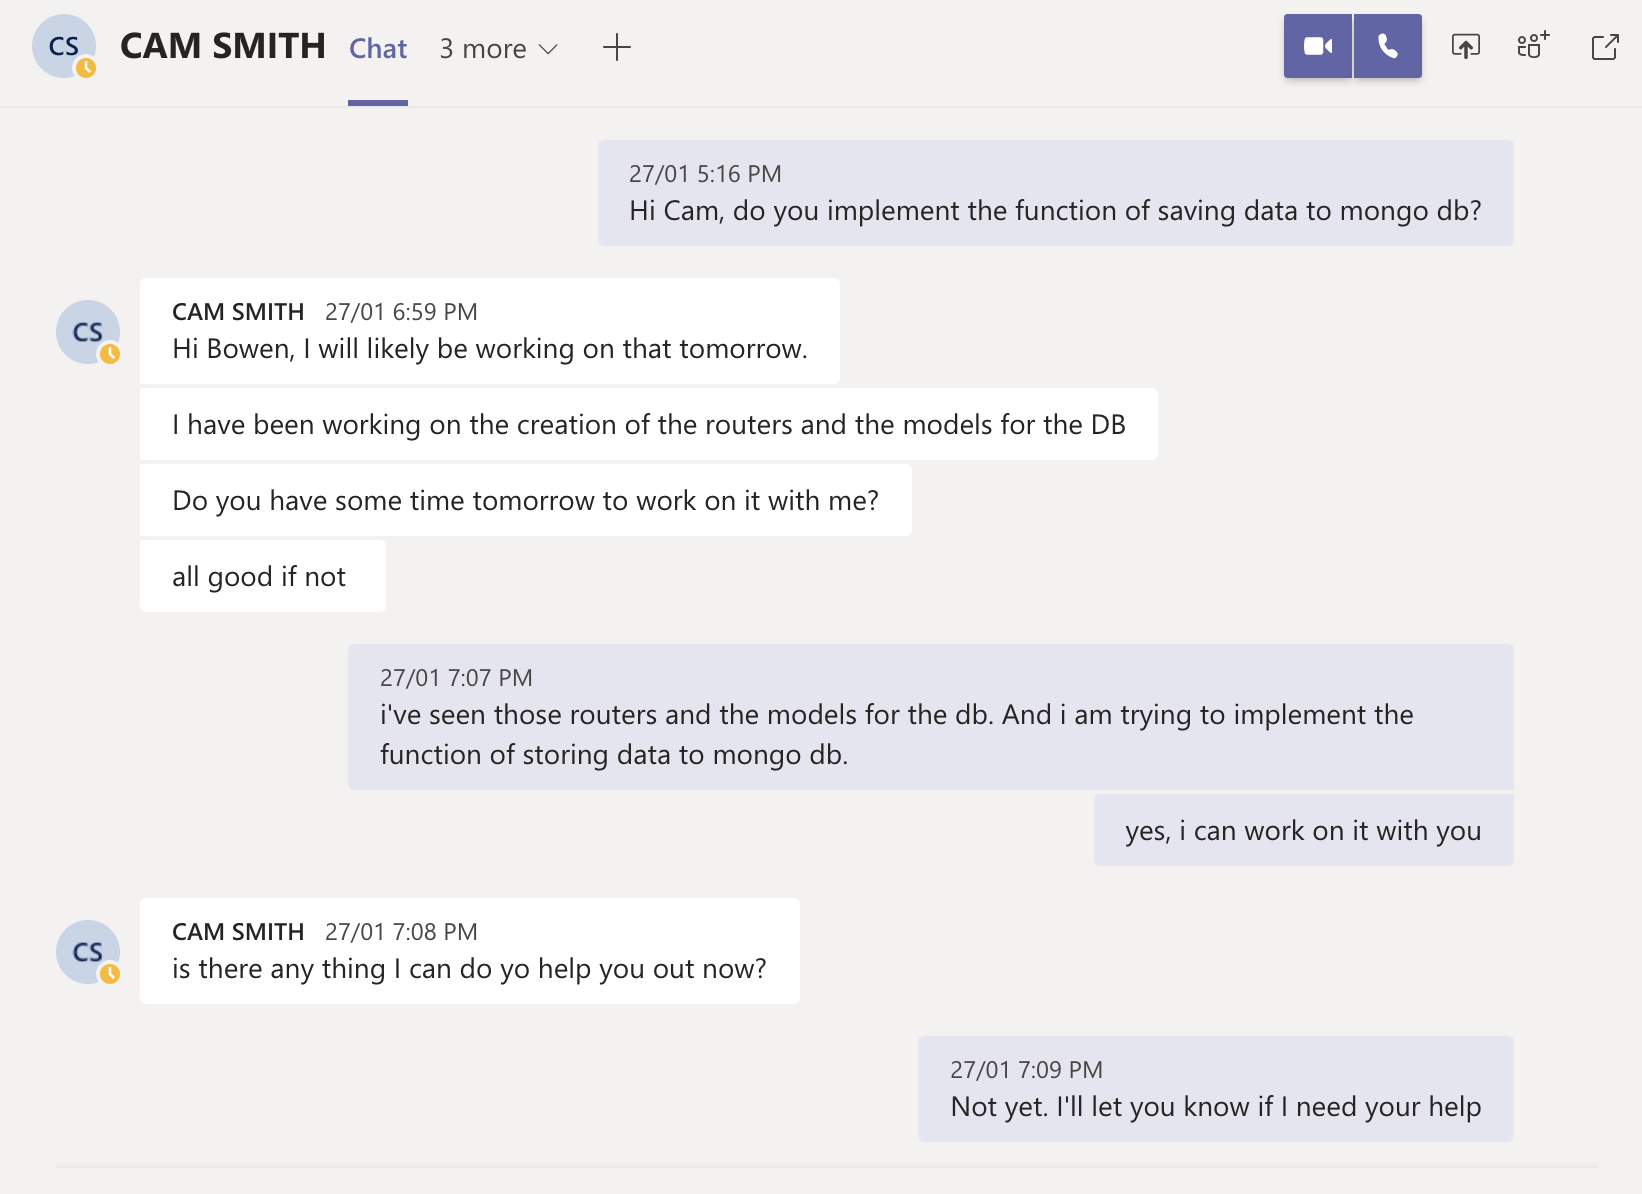 CS
CAM SMITH Chat 3 more
27/01 5:16 PM
Hi Cam, do you implement the function of saving data to mongo db?
CS
CAM SMITH 27/01 6:59 PM
Hi Bowen, I will likely be working on that tomorrow.
I have been working on the creation of the routers and the models for the DB
Do you have some time tomorrow to work on it with me?
all good if not
27/01 7:07 PM
i've seen those routers and the models for the db. And i am trying to implement the
function of storing data to mongo db.
yes, i can work on it with you
CS
CAM SMITH 27/01 7:08 PM
is there any thing I can do yo help you out now?
27/01 7:09 PM
Not yet. I'll let you know if I need your help